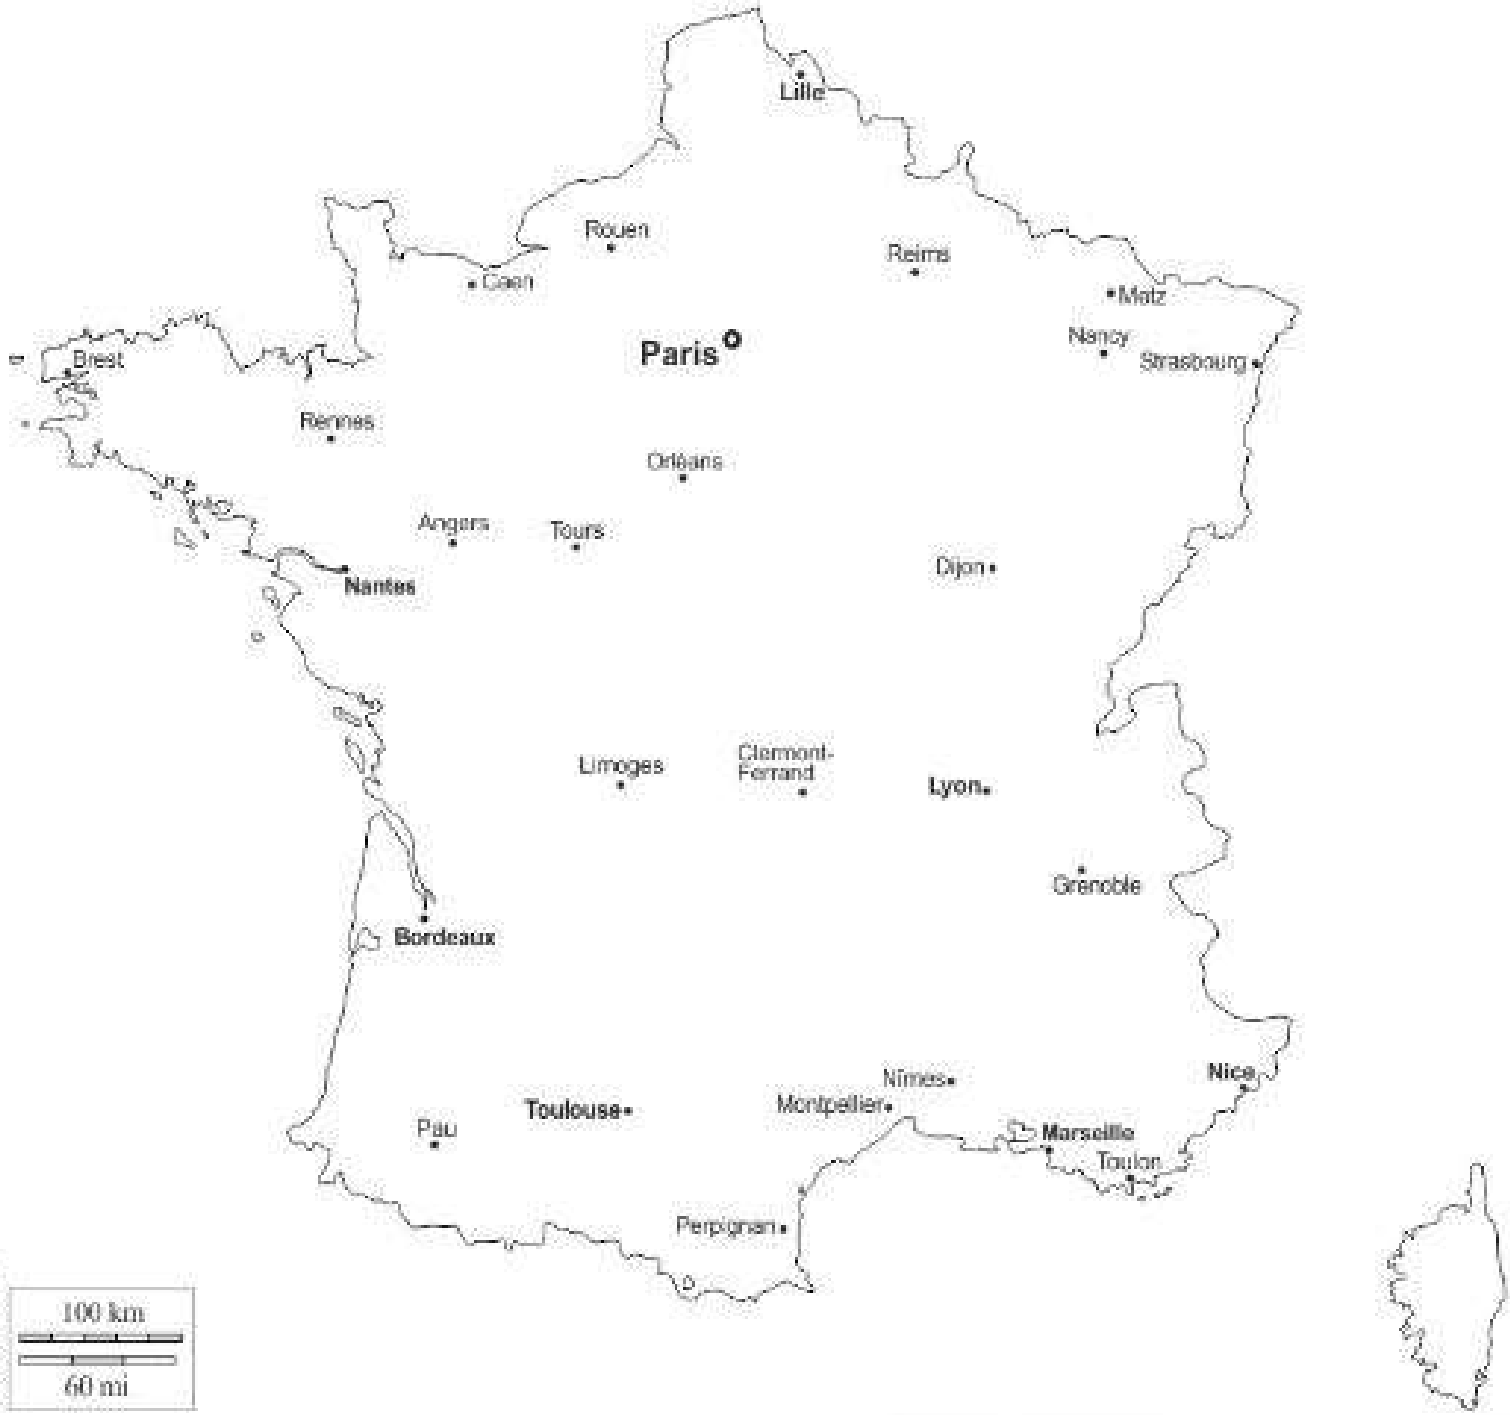 Lille
Rouen
Reims
Caen
Metz
Nancy
Paris
Brest
Strasbourg
Rennes
Orléans
Angers
Tours
Dijon
Nantes
Clermont-
Ferrand
Limoges
Lyon
Grenoble
Bordeaux
Nice
Nîmes
Montpellier
Toulouse
Pau
Marseille
Toulon
Perpignan
100 km
60 mi